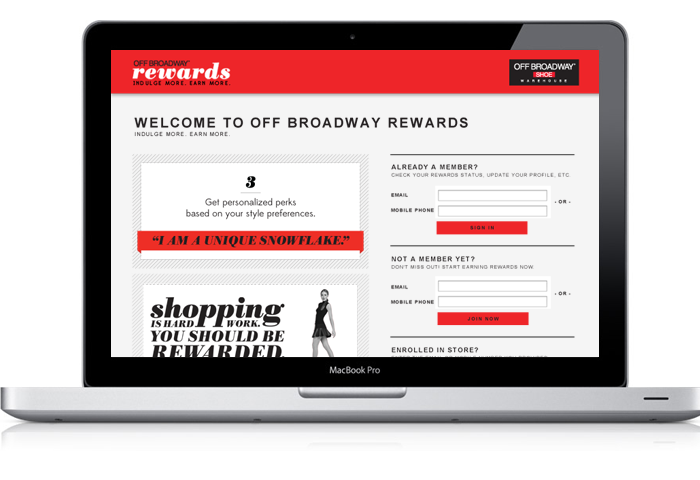 OFF BROADWAY
rewards
INDULGE MORE. EARN MORE.
OFF BROADWAY
SHOE
WAREHOUSE
WELCOME TO OFF BROADWAY REWARDS
INDULGE MORE. EARN MORE.
3
Get personalized perks
based on your style preferences.
“I AM A UNIQUE SNOWFLAKE.”
shopping
IS HARD WORK.
YOU SHOULD BE
REWARDED.
ALREADY A MEMBER?
CHECK YOUR REWARDS STATUS, UPDATE YOUR PROFILE, ETC.
EMAIL
- OR -
MOBILE PHONE
SIGN IN
NOT A MEMBER YET?
DON'T MISS OUT! START EARNING REWARDS NOW.
EMAIL
- OR -
MOBILE PHONE
JOIN NOW
ENROLLED IN STORE?
MacBook Pro